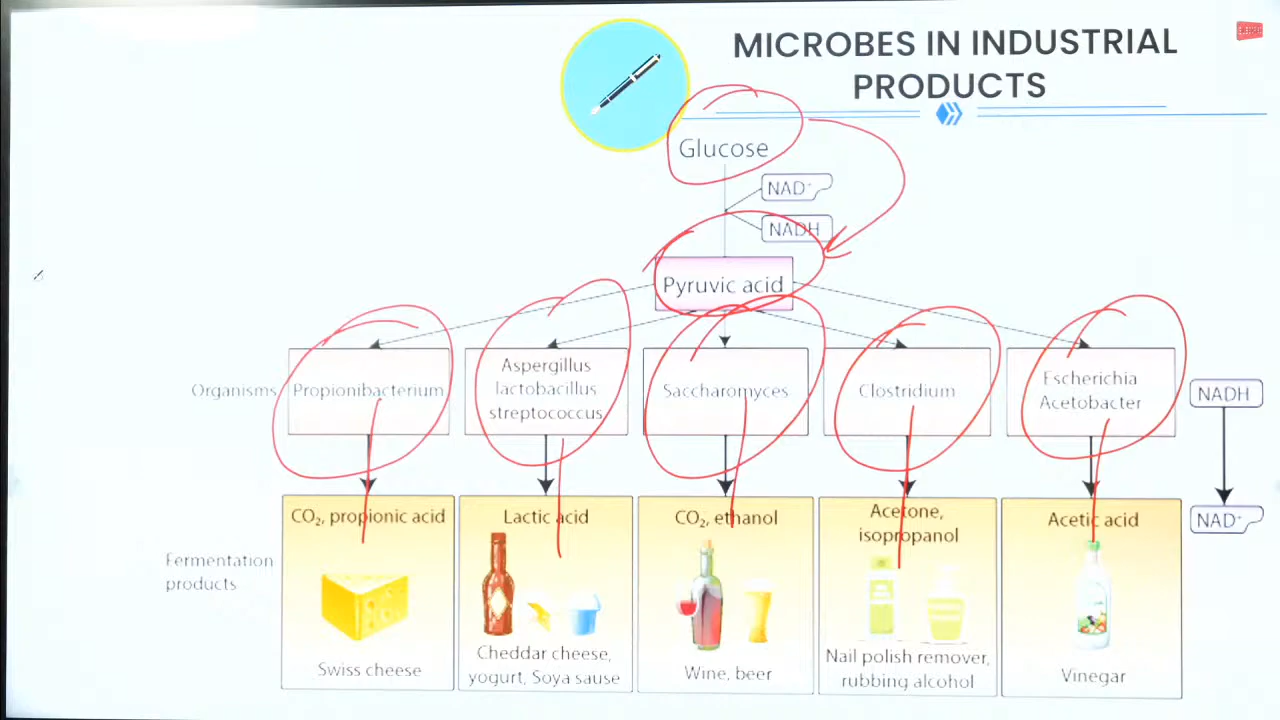 MICROBES IN INDUSTRIAL
PRODUCTS
Glucose
NAD⁺
NADH
Pyruvic acid
Organisms
Propionibacterium
Aspergillus
lactobacillus
streptococcus
Saccharomyces
Clostridium
Escherichia
Acetobacter
NADH
Fermentation
products
CO₂, propionic acid
Swiss cheese
Lactic acid
Cheddar cheese,
yogurt, Soya sause
CO₂, ethanol
Wine, beer
Acetone,
isopropanol
Nail polish remover,
rubbing alcohol
Acetic acid
Vinegar
NAD⁺